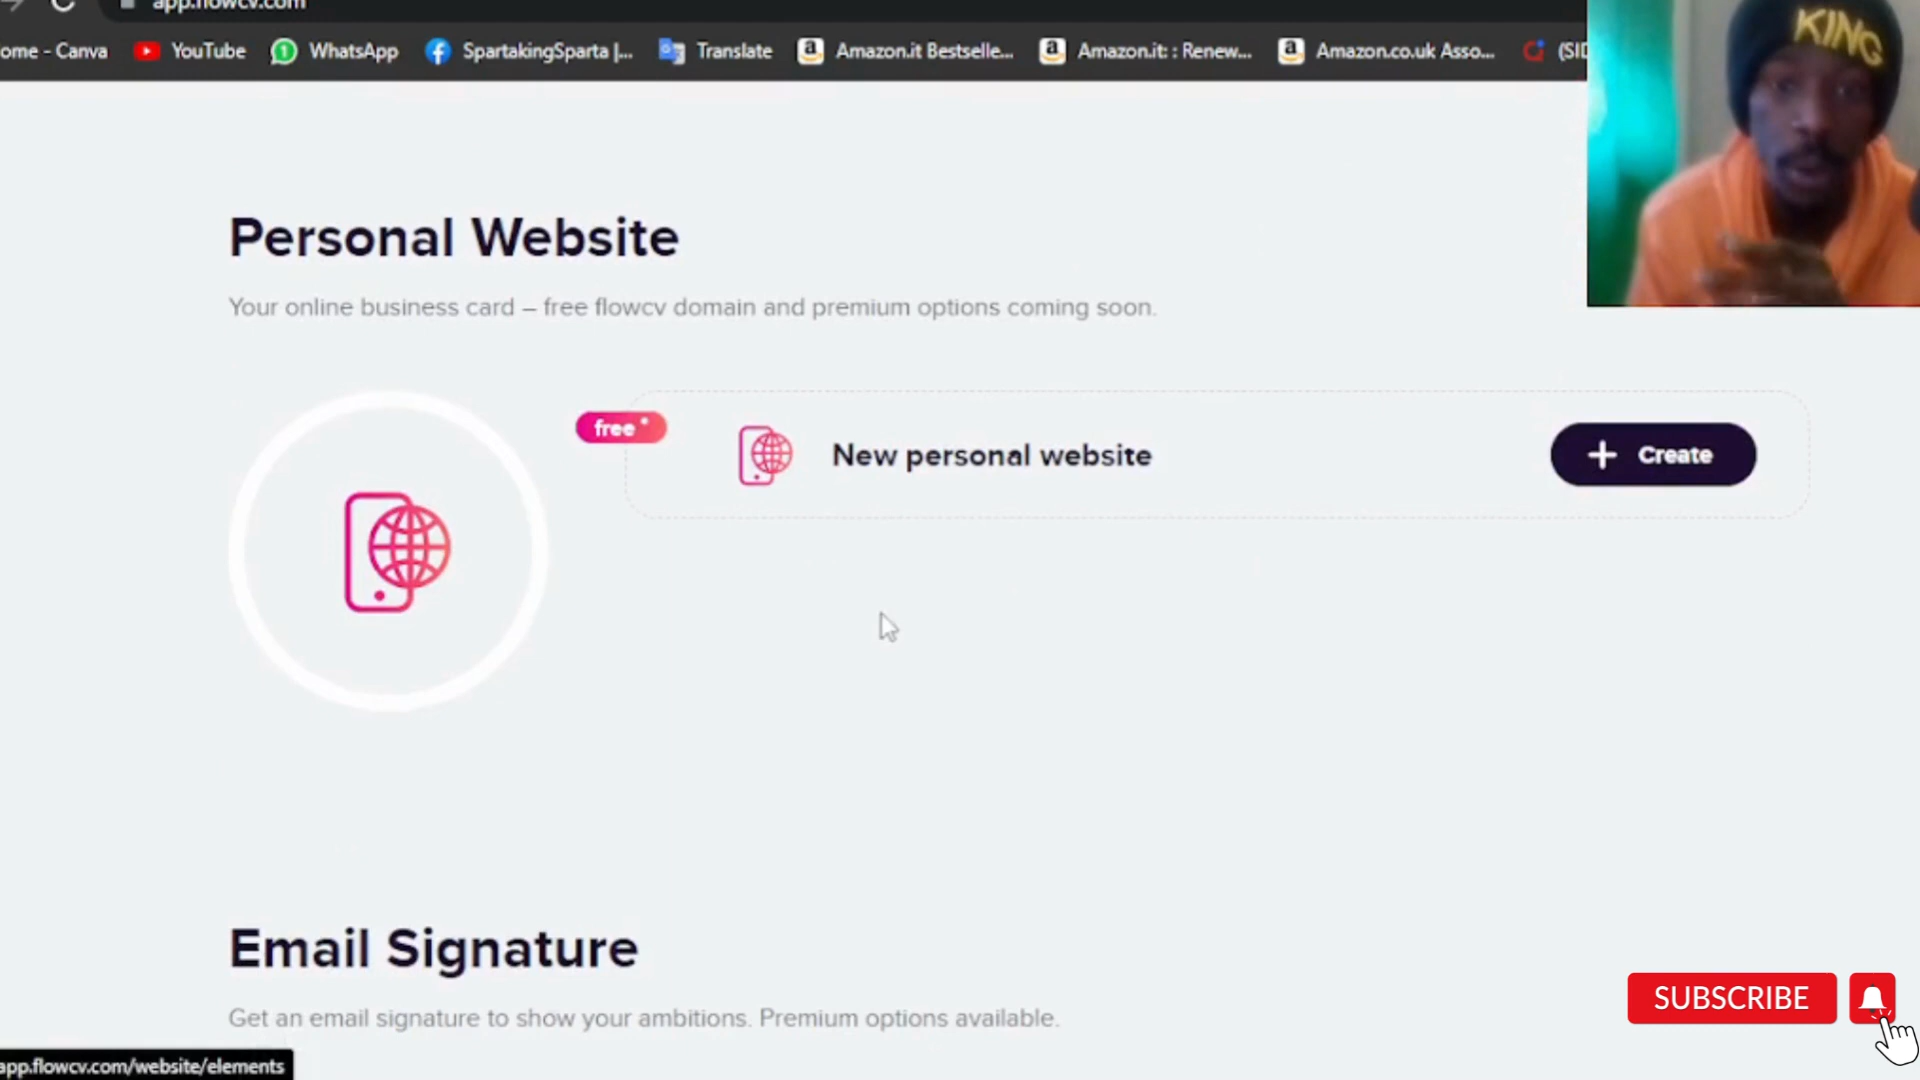 app.flowcv.com
ome - Canva YouTube WhatsApp SpartakingSparta |... Translate Amazon.it Bestselle... Amazon.it: : Renew... Amazon.co.uk Asso... (SID
KING
Personal Website
Your online business card – free flowcv domain and premium options coming soon.
free *
New personal website
+ Create
Email Signature
Get an email signature to show your ambitions. Premium options available.
SUBSCRIBE
app.flowcv.com/website/elements